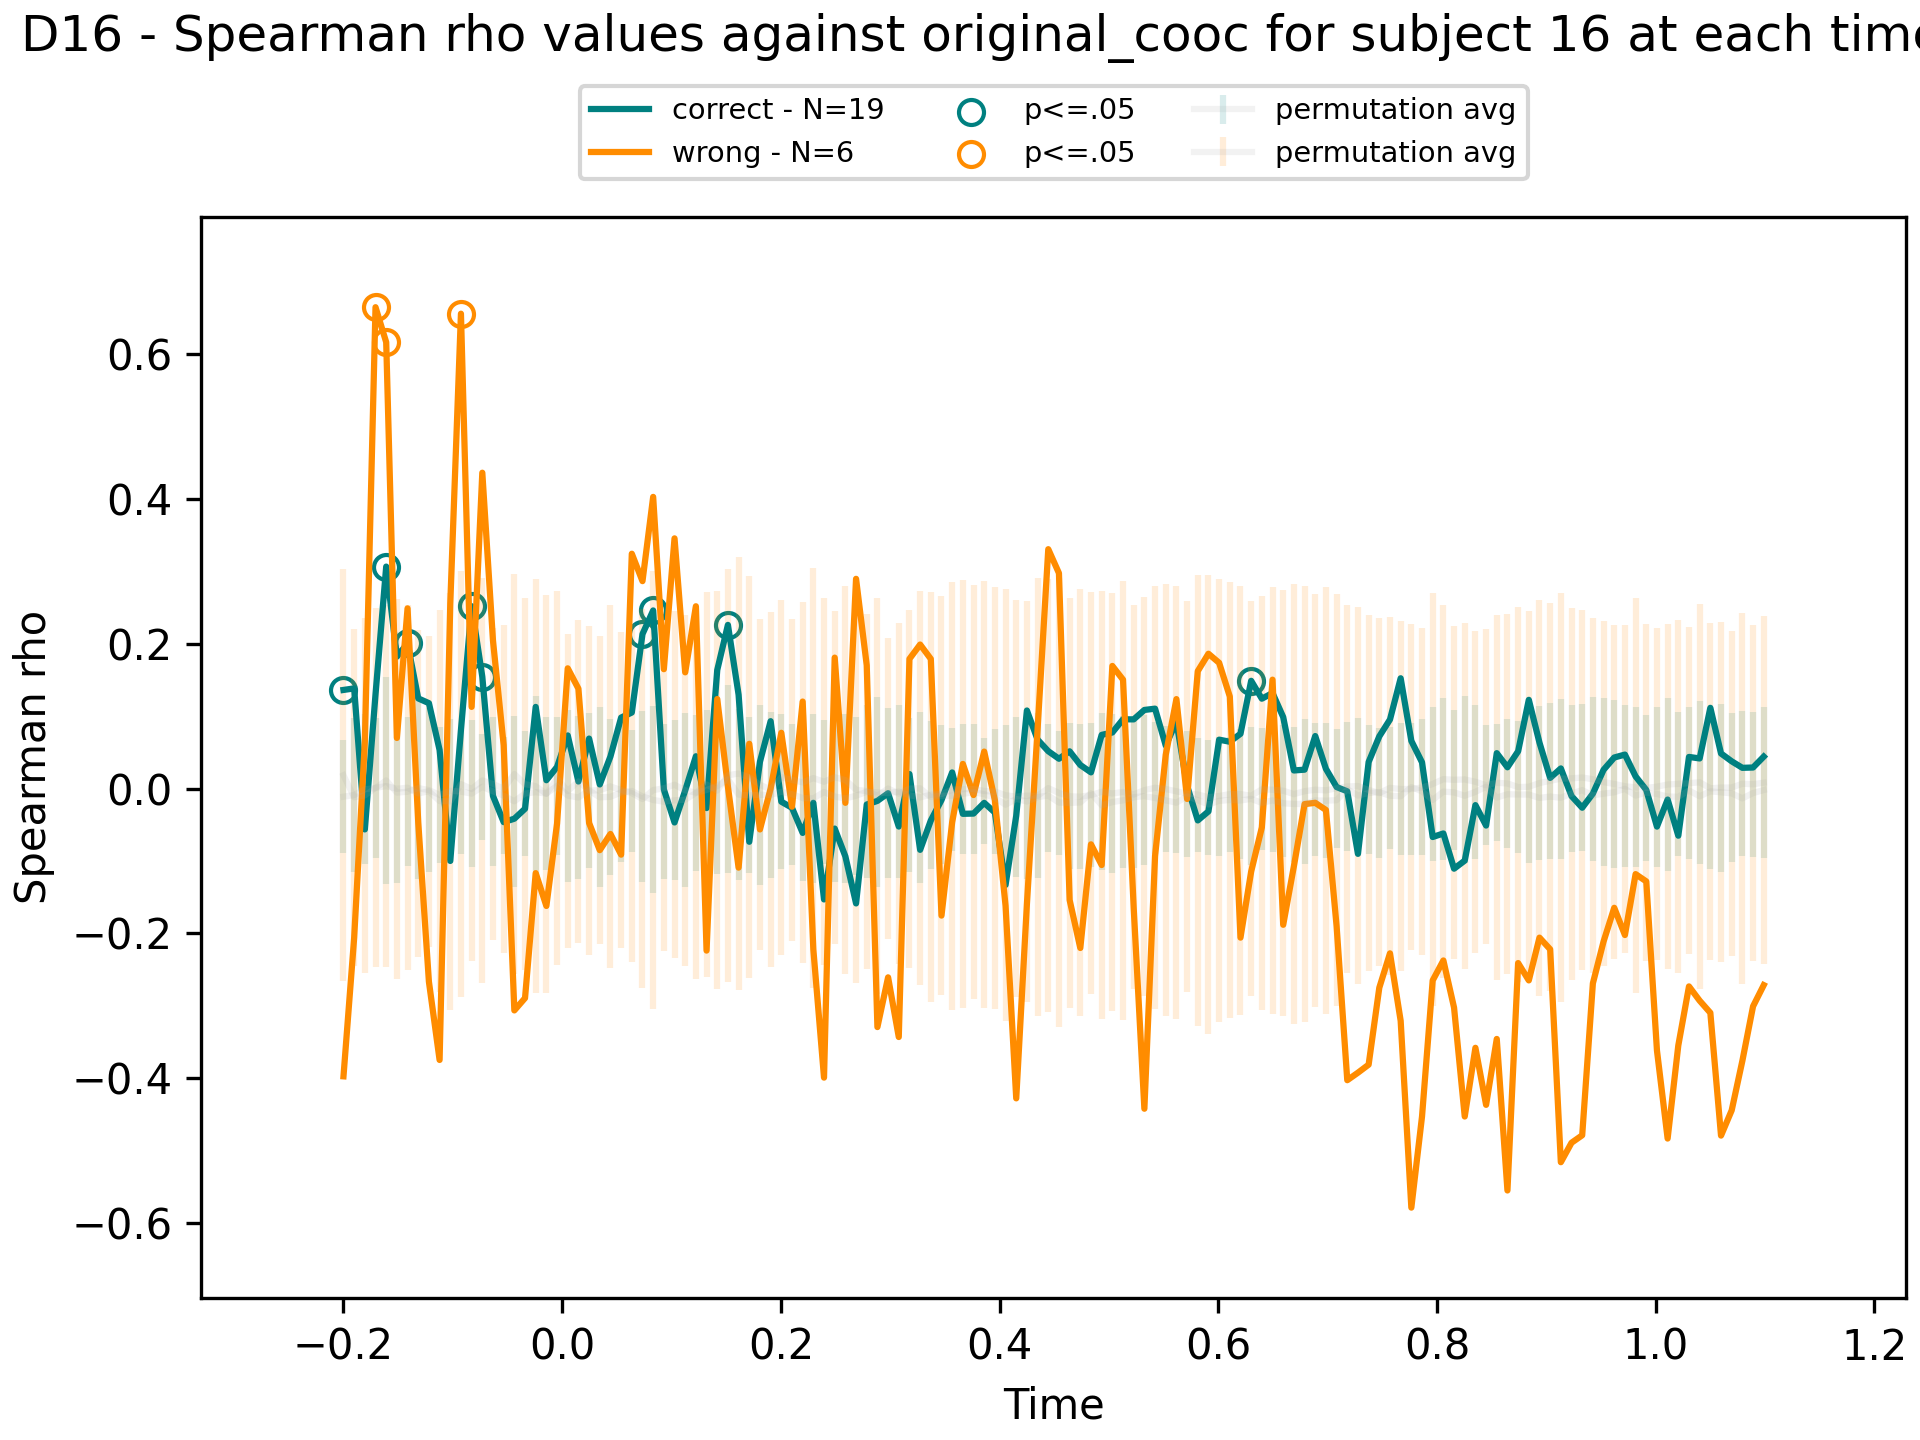 D16 - Spearman rho values against original_cooc for subject 16 at each time
correct - N=19
wrong - N=6
p<=.05
p<=.05
permutation avg
permutation avg
Spearman rho
0.6
0.4
0.2
0.0
−0.2
−0.4
−0.6
−0.2 0.0 0.2 0.4 0.6 0.8 1.0 1.2
Time